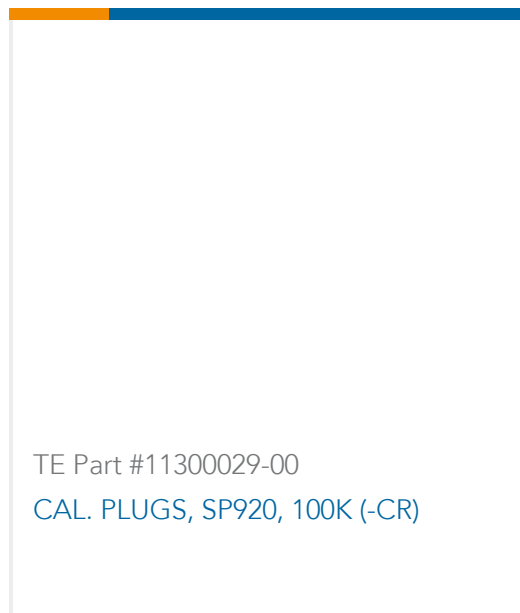 TE Part #11300029-00
CAL. PLUGS, SP920, 100K (-CR)